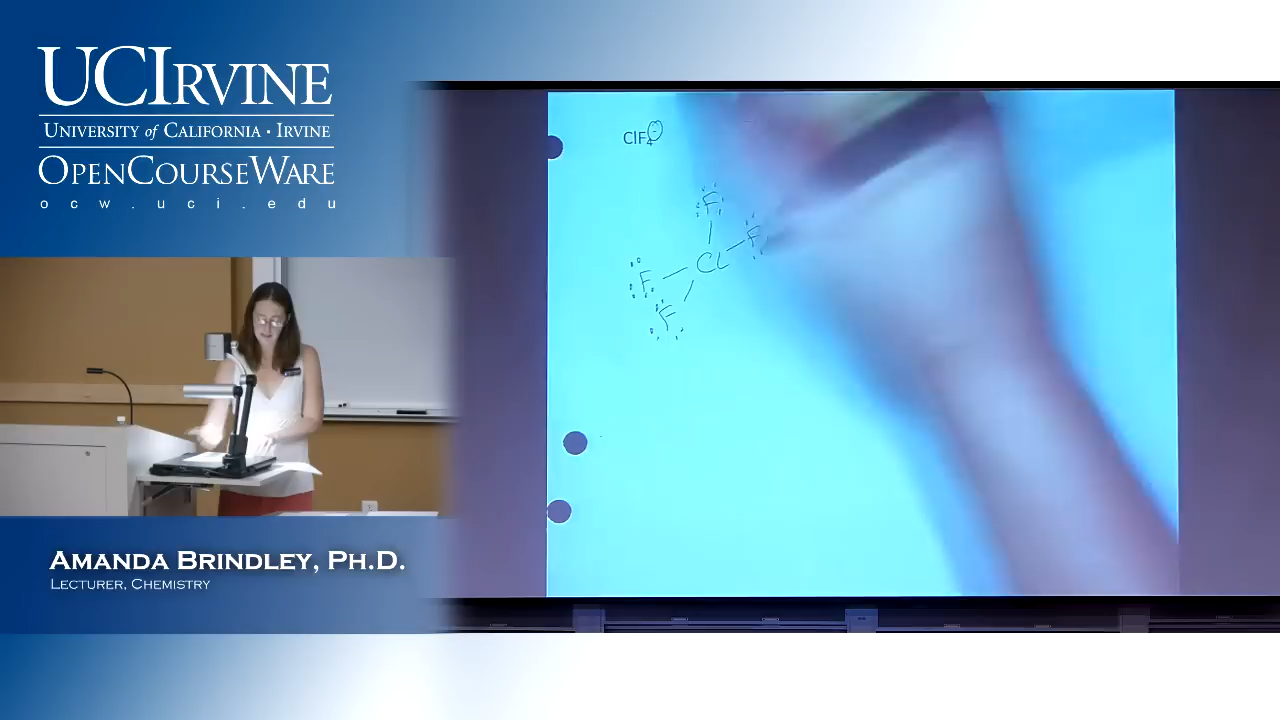 UCIRVINE
UNIVERSITY of CALIFORNIA · IRVINE
OPENCOURSEWARE
ocw.uci.edu
ClF4-
F
F
Cl
F
F
AMANDA BRINDLEY, PH.D.
LECTURER, CHEMISTRY